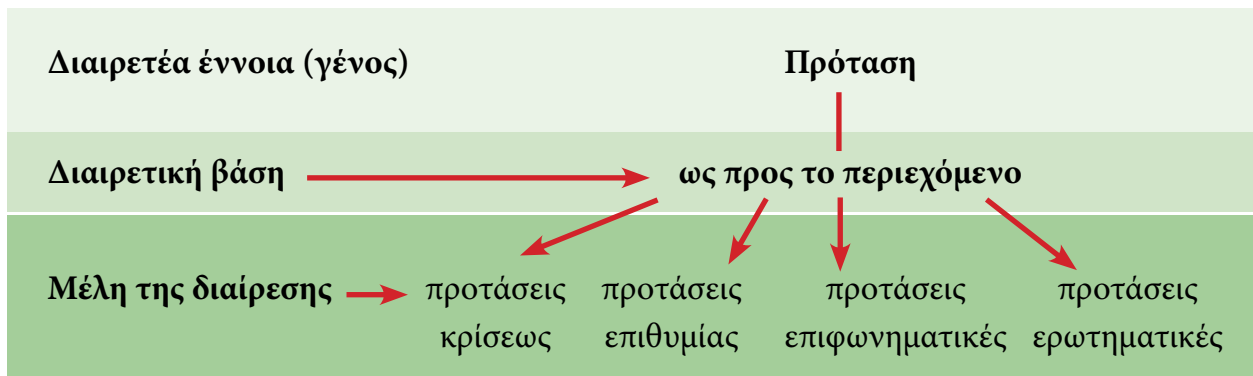 Διαιρετέα έννοια (γένος) Πρόταση
Διαιρετική βάση ως προς το περιεχόμενο
Μέλη της διαίρεσης προτάσεις προτάσεις προτάσεις προτάσεις
κρίσεως επιθυμίας επιφωνηματικές ερωτηματικές